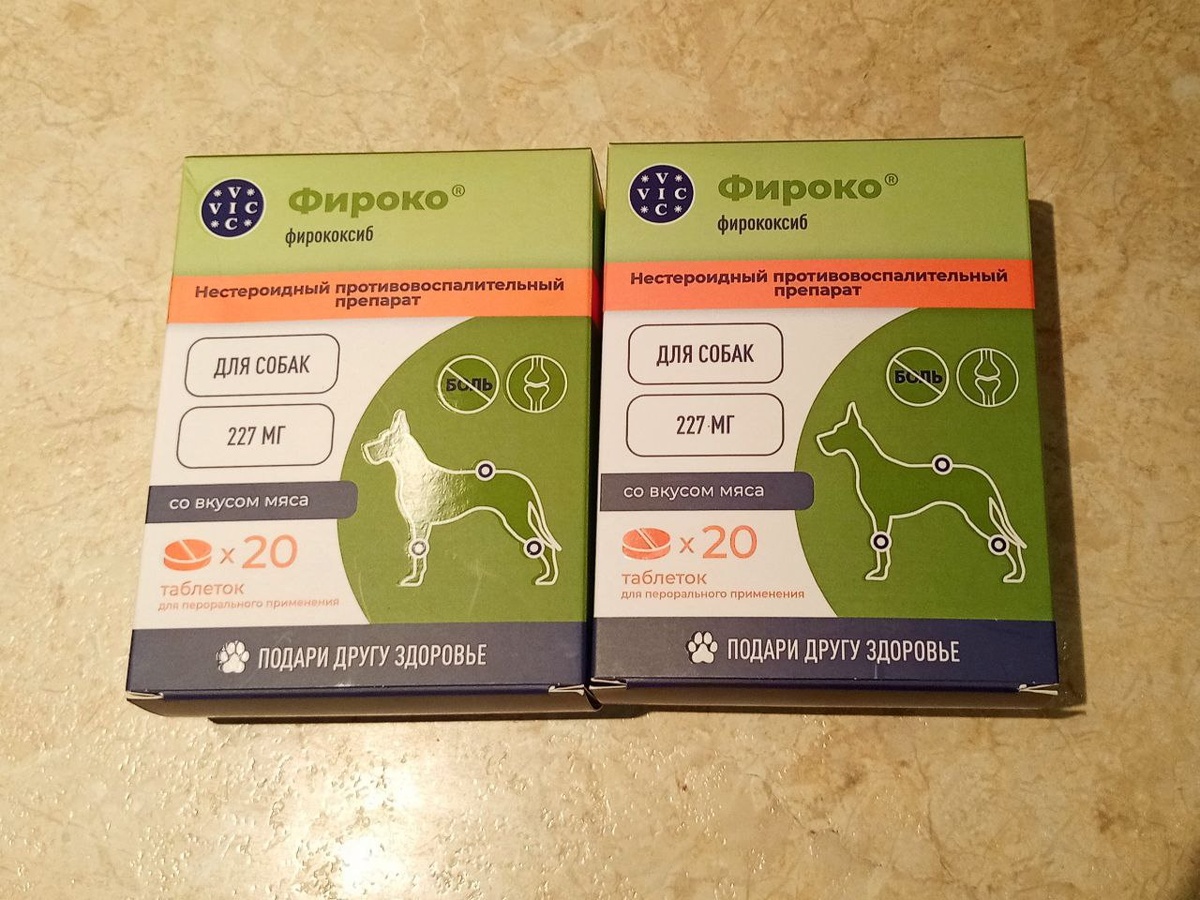 VIC
VIC
Фироко®
фирококсиб
Нестероидный противовоспалительный
препарат
ДЛЯ СОБАК
227 МГ
БОЛЬ
со вкусом мяса
x 20
таблеток
для перорального применения
ПОДАРИ ДРУГУ ЗДОРОВЬЕ
VIC
VIC
Фироко®
фирококсиб
Нестероидный противовоспалительный
препарат
ДЛЯ СОБАК
227 МГ
БОЛЬ
со вкусом мяса
x 20
таблеток
для перорального применения
ПОДАРИ ДРУГУ ЗДОРОВЬЕ